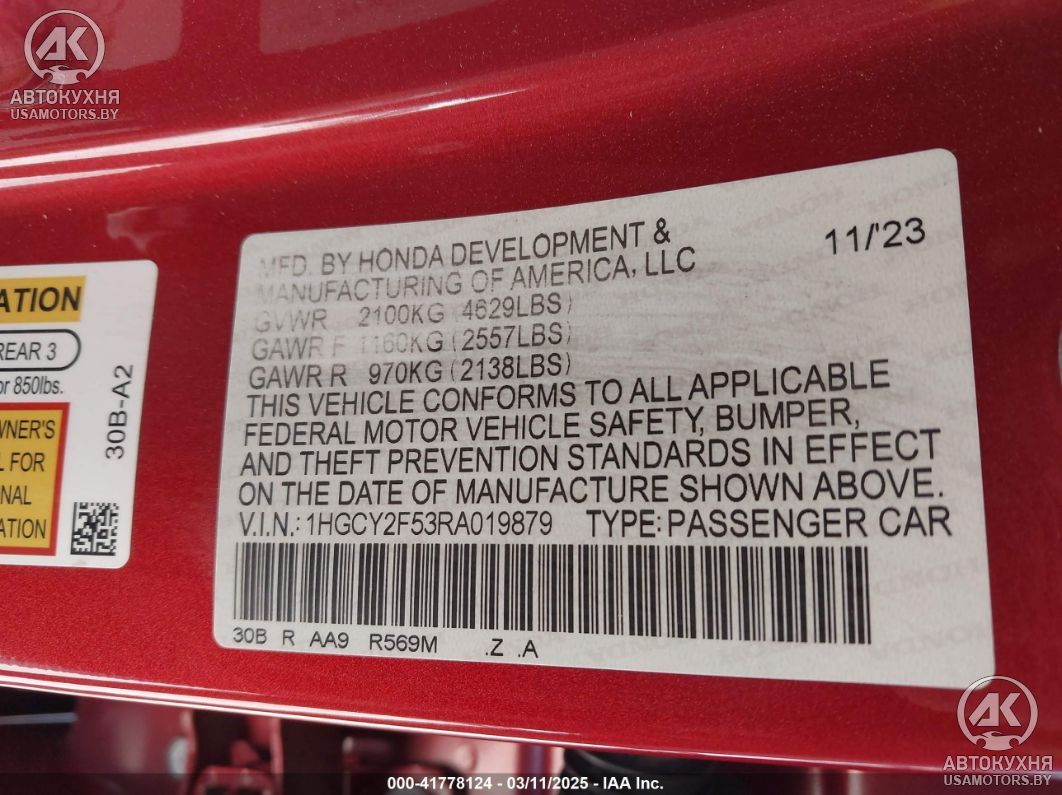 AK
АВТОКУХНЯ
USAMOTORS.BY
MFD. BY HONDA DEVELOPMENT &
MANUFACTURING OF AMERICA, LLC
11/'23
GVWR 2100KG (4629LBS)
GAWR F 1160KG (2557LBS)
GAWR R 970KG (2138LBS)
THIS VEHICLE CONFORMS TO ALL APPLICABLE
FEDERAL MOTOR VEHICLE SAFETY, BUMPER,
AND THEFT PREVENTION STANDARDS IN EFFECT
ON THE DATE OF MANUFACTURE SHOWN ABOVE.
V.I.N.: 1HGCY2F53RA019879 TYPE: PASSENGER CAR
30B R AA9 R569M .Z .A
ATION
REAR 3
or 850lbs.
WNER'S
L FOR
NAL
ATION
30B-A2
AK
АВТОКУХНЯ
USAMOTORS.BY
000-41778124 - 03/11/2025 - IAA Inc.